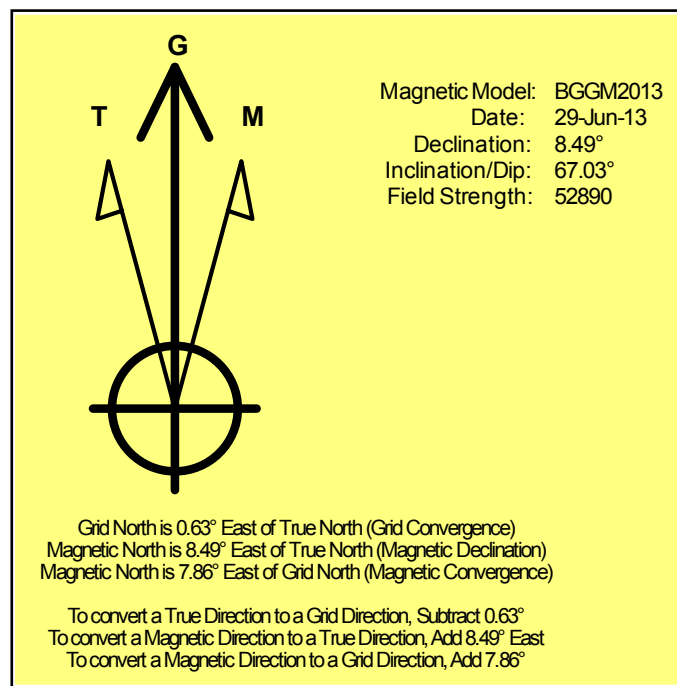 G
T
M
Magnetic Model: BGGM2013
Date: 29-Jun-13
Declination: 8.49°
Inclination/Dip: 67.03°
Field Strength: 52890
Grid North is 0.63° East of True North (Grid Convergence)
Magnetic North is 8.49° East of True North (Magnetic Declination)
Magnetic North is 7.86° East of Grid North (Magnetic Convergence)
To convert a True Direction to a Grid Direction, Subtract 0.63°
To convert a Magnetic Direction to a True Direction, Add 8.49° East
To convert a Magnetic Direction to a Grid Direction, Add 7.86°